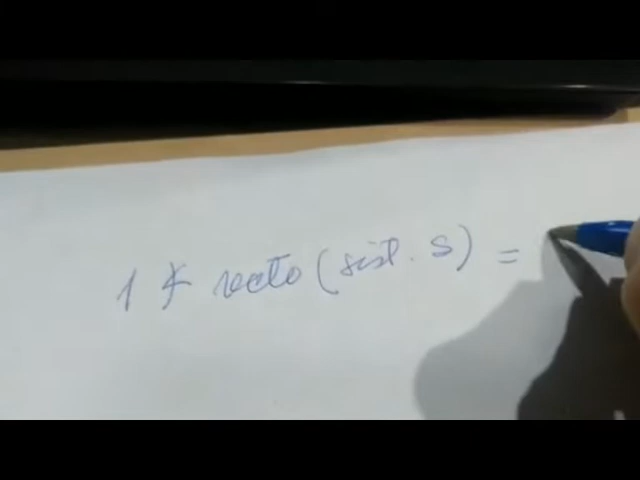 1 * recto (sist. S) =